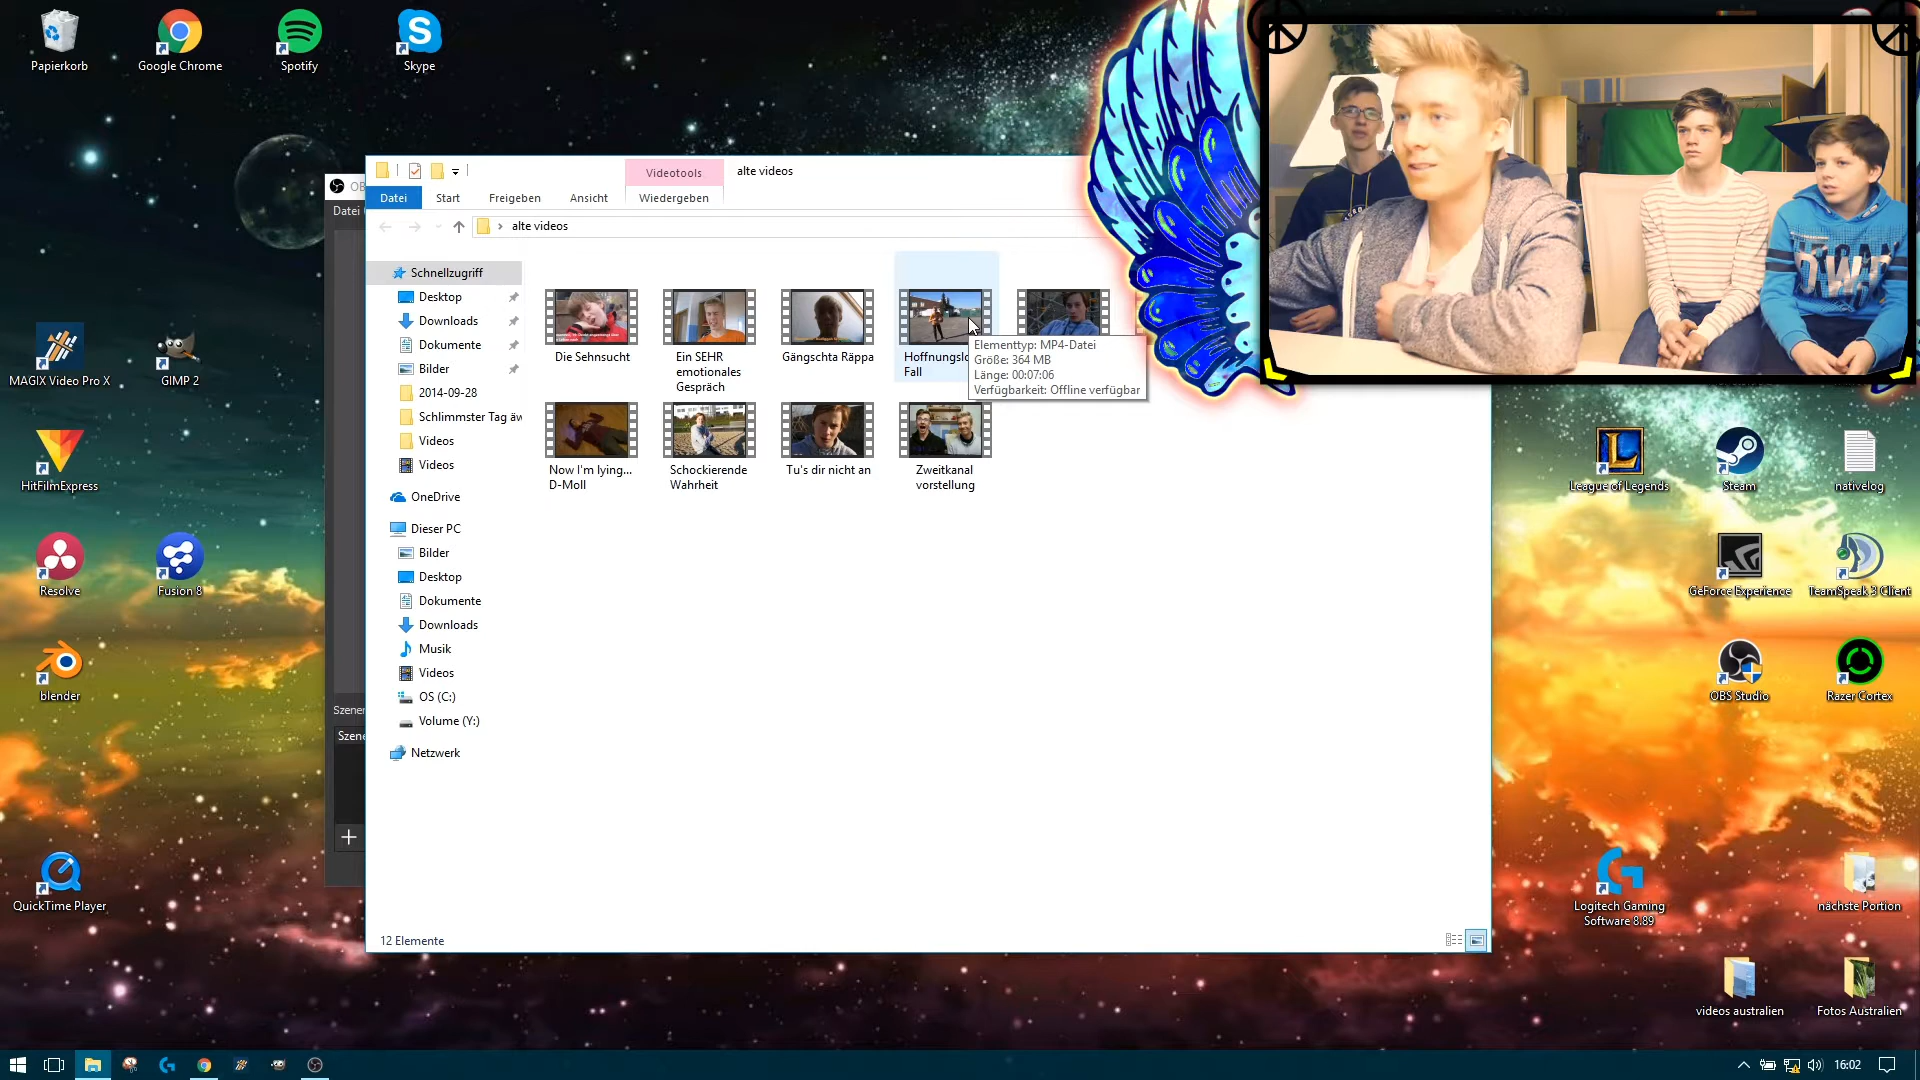 Papierkorb
Google Chrome
Spotify
Skype
MAGIX Video Pro X
GIMP 2
HitFilmExpress
Resolve
Fusion 8
blender
QuickTime Player
Datei
Szenen
+
Videotools
alte videos
Datei
Start
Freigeben
Ansicht
Wiedergeben
alte videos
Schnellzugriff
Desktop
Downloads
Dokumente
Bilder
2014-09-28
Schlimmster Tag äw
Videos
Videos
OneDrive
Dieser PC
Bilder
Desktop
Dokumente
Downloads
Musik
Videos
OS (C:)
Volume (Y:)
Netzwerk
Die Sehnsucht
Ein SEHR
emotionales
Gespräch
Gängschta Räppa
Hoffnungslo
Fall
Elementtyp: MP4-Datei
Größe: 364 MB
Länge: 00:07:06
Verfügbarkeit: Offline verfügbar
Now I'm lying...
D-Moll
Schockierende
Wahrheit
Tu's dir nicht an
Zweitkanal
vorstellung
12 Elemente
League of Legends
Steam
nativelog
GeForce Experience
TeamSpeak 3 Client
OBS Studio
Razer Cortex
Logitech Gaming
Software 8.89
nächste Portion
videos australien
Fotos Australien
16:02